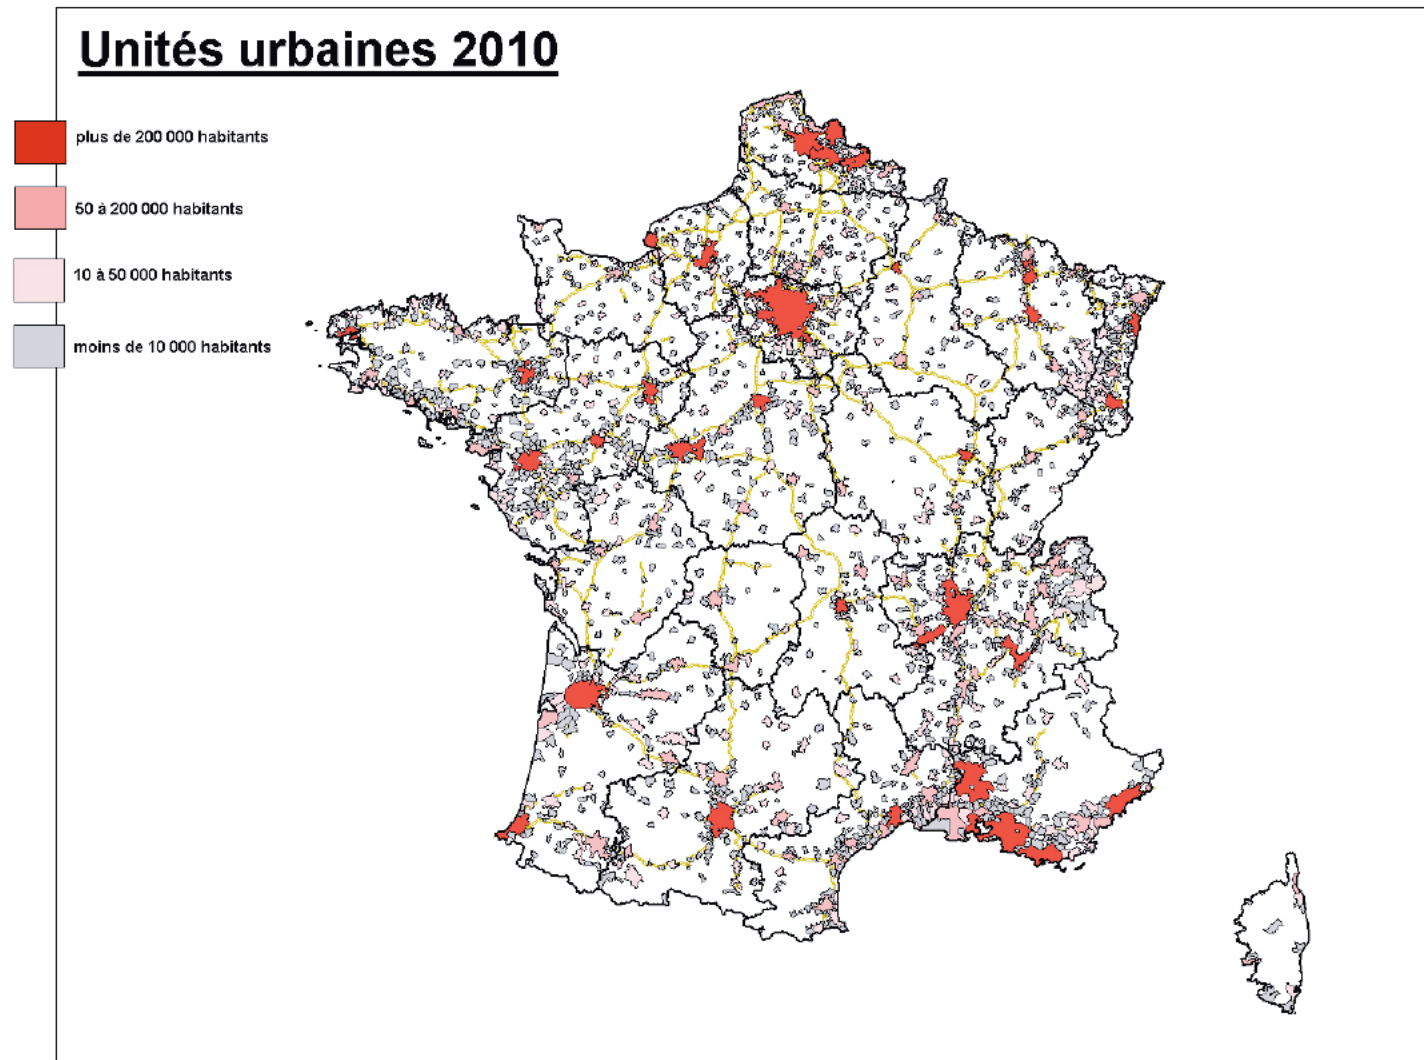 Unités urbaines 2010
plus de 200 000 habitants
50 à 200 000 habitants
10 à 50 000 habitants
moins de 10 000 habitants